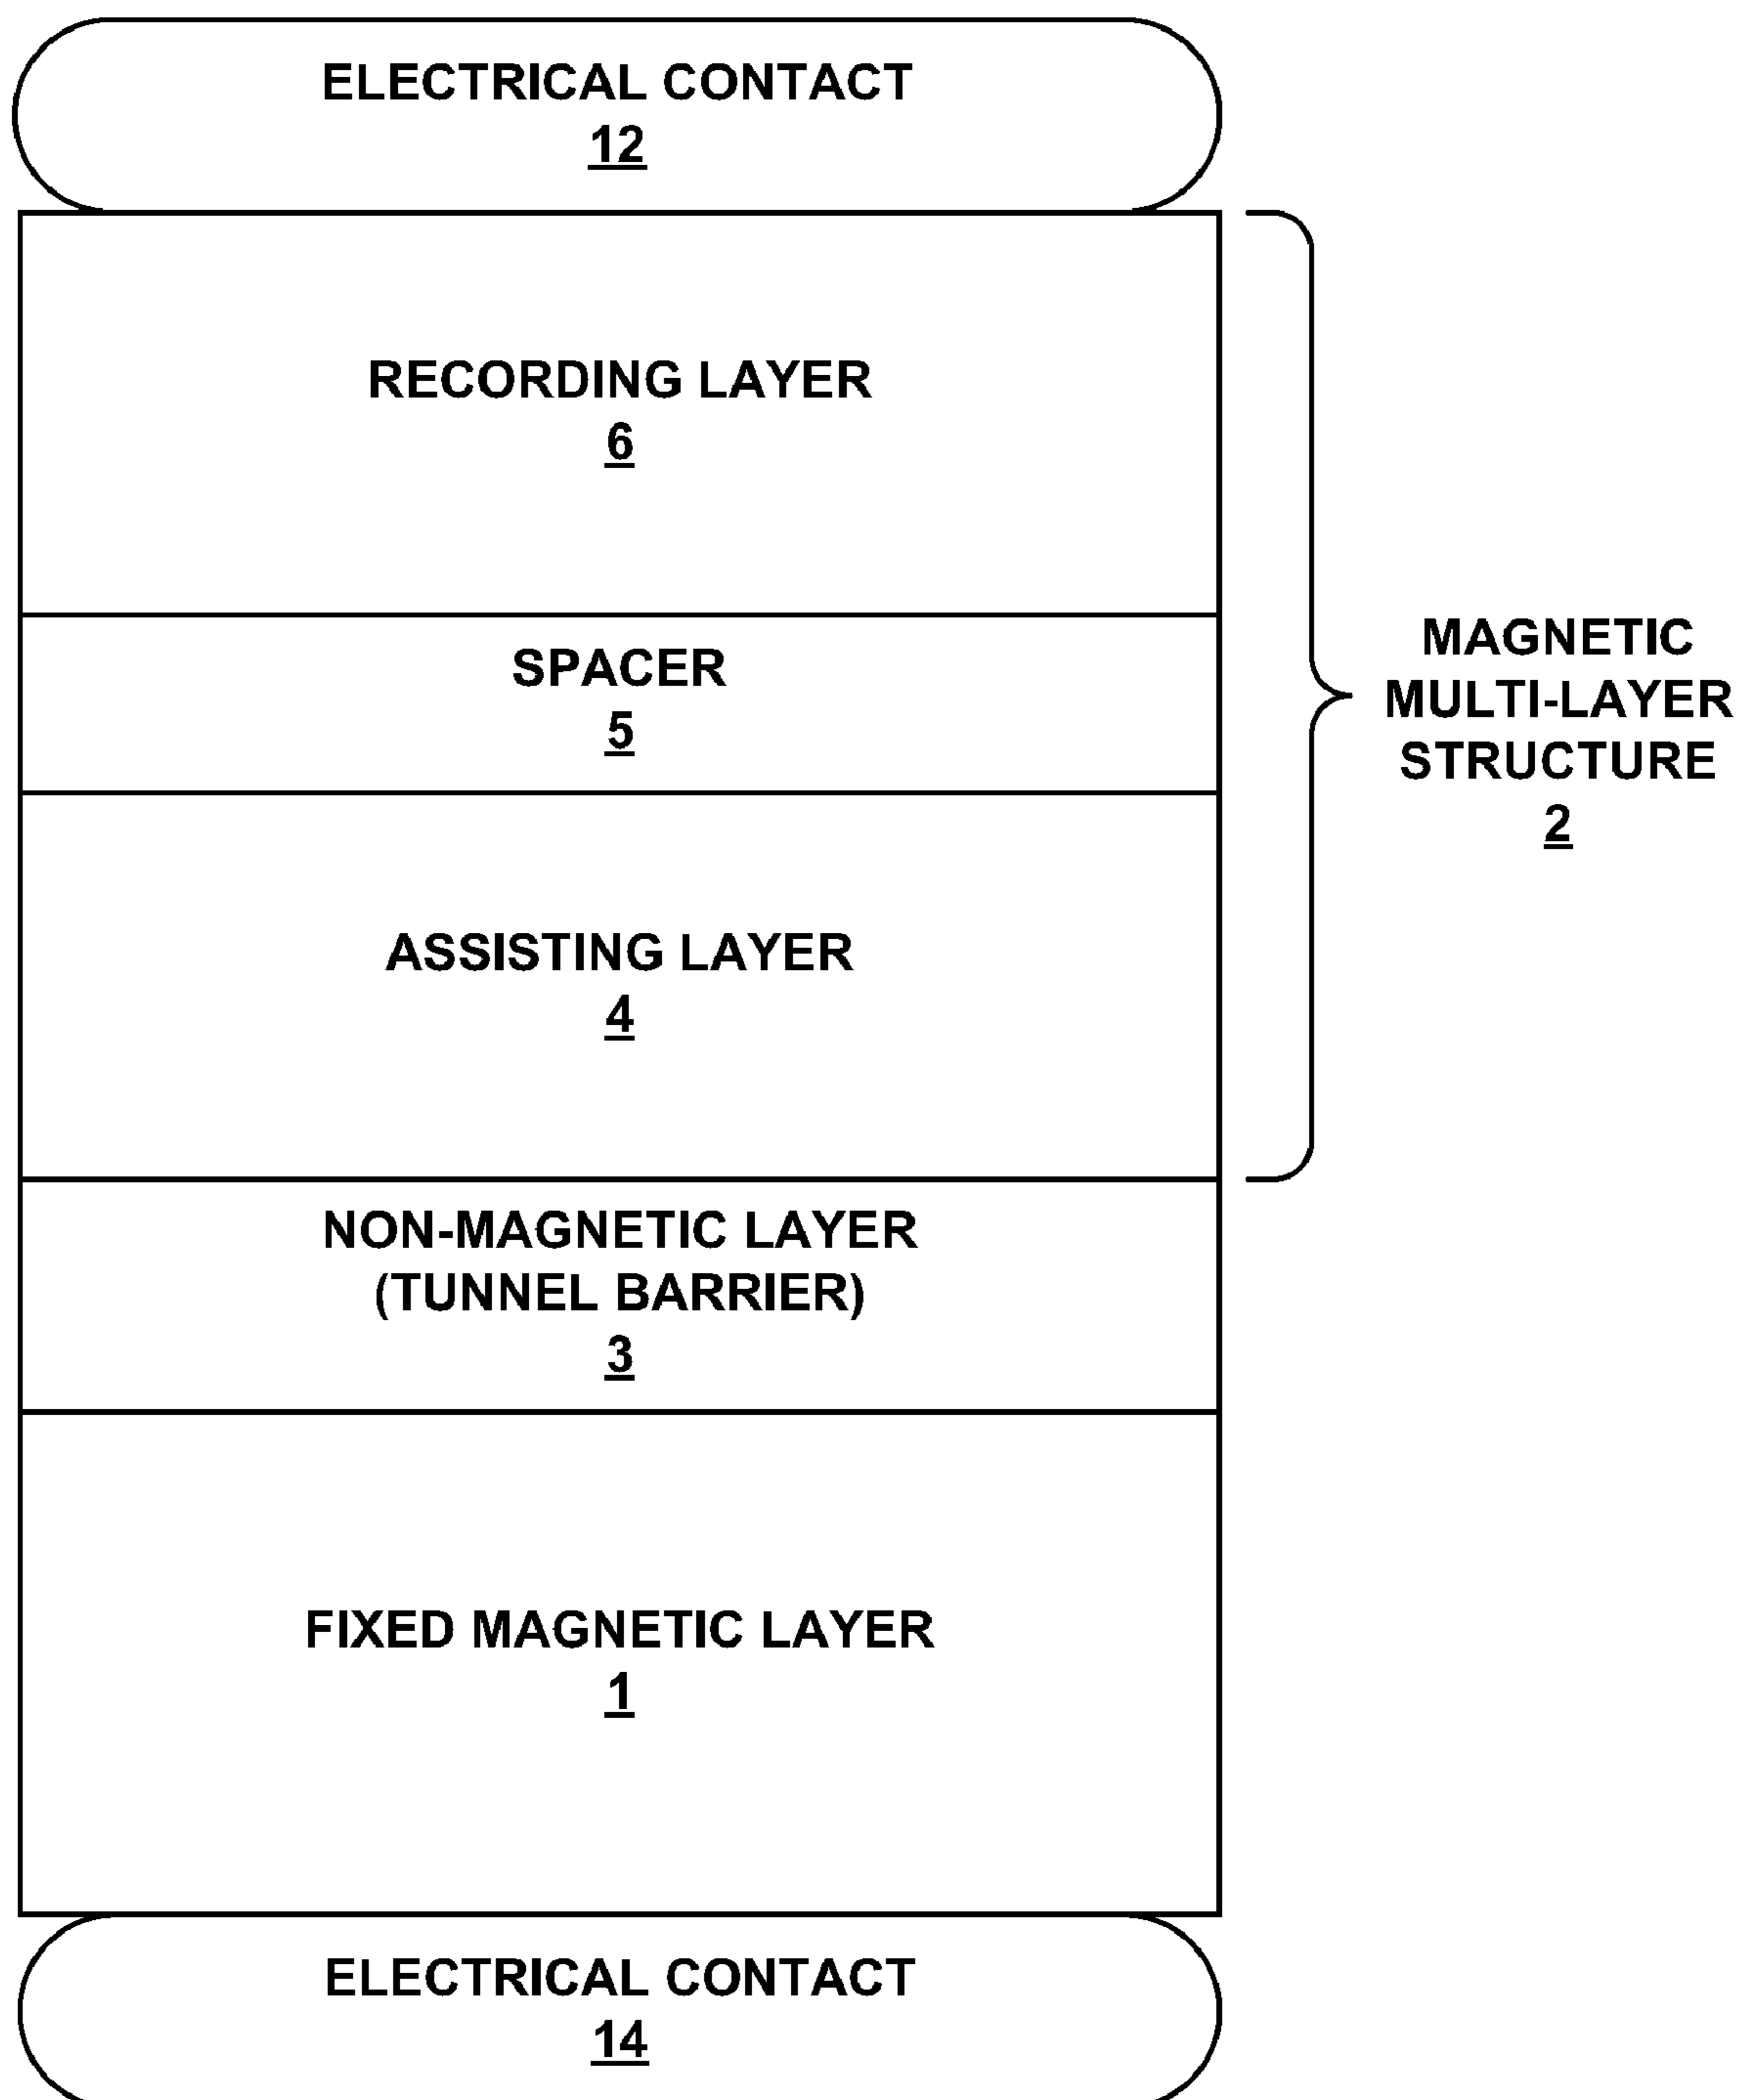 ELECTRICAL CONTACT
12
RECORDING LAYER
6
SPACER
5
MAGNETIC
MULTI-LAYER
STRUCTURE
2
ASSISTING LAYER
4
NON-MAGNETIC LAYER
(TUNNEL BARRIER)
3
FIXED MAGNETIC LAYER
1
ELECTRICAL CONTACT
14